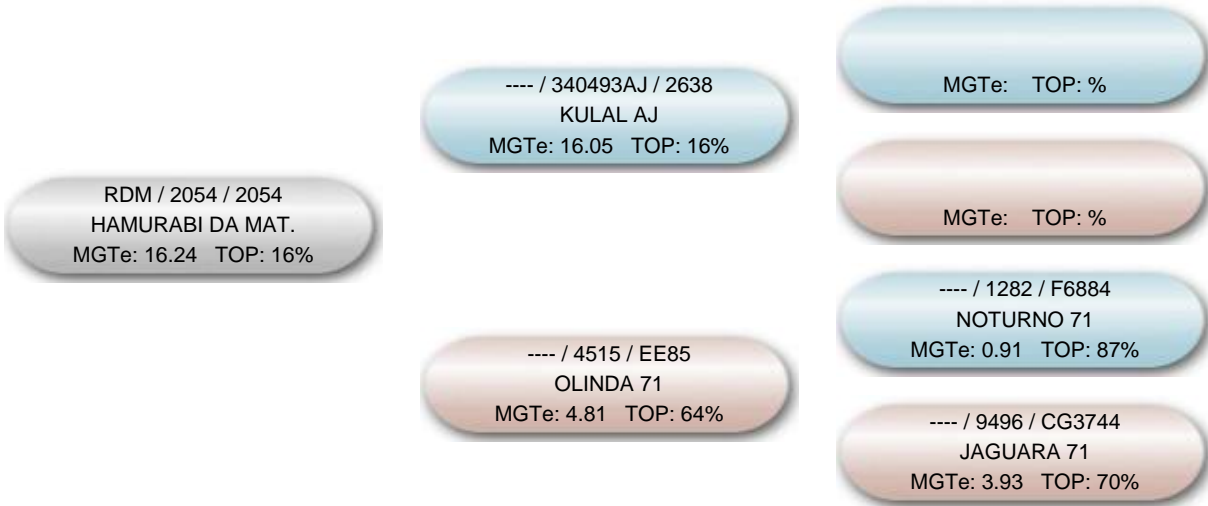 RDM / 2054 / 2054
HAMURABI DA MAT.
MGTe: 16.24 TOP: 16%
---- / 340493AJ / 2638
KULAL AJ
MGTe: 16.05 TOP: 16%
---- / 4515 / EE85
OLINDA 71
MGTe: 4.81 TOP: 64%
MGTe: TOP: %
MGTe: TOP: %
---- / 1282 / F6884
NOTURNO 71
MGTe: 0.91 TOP: 87%
---- / 9496 / CG3744
JAGUARA 71
MGTe: 3.93 TOP: 70%